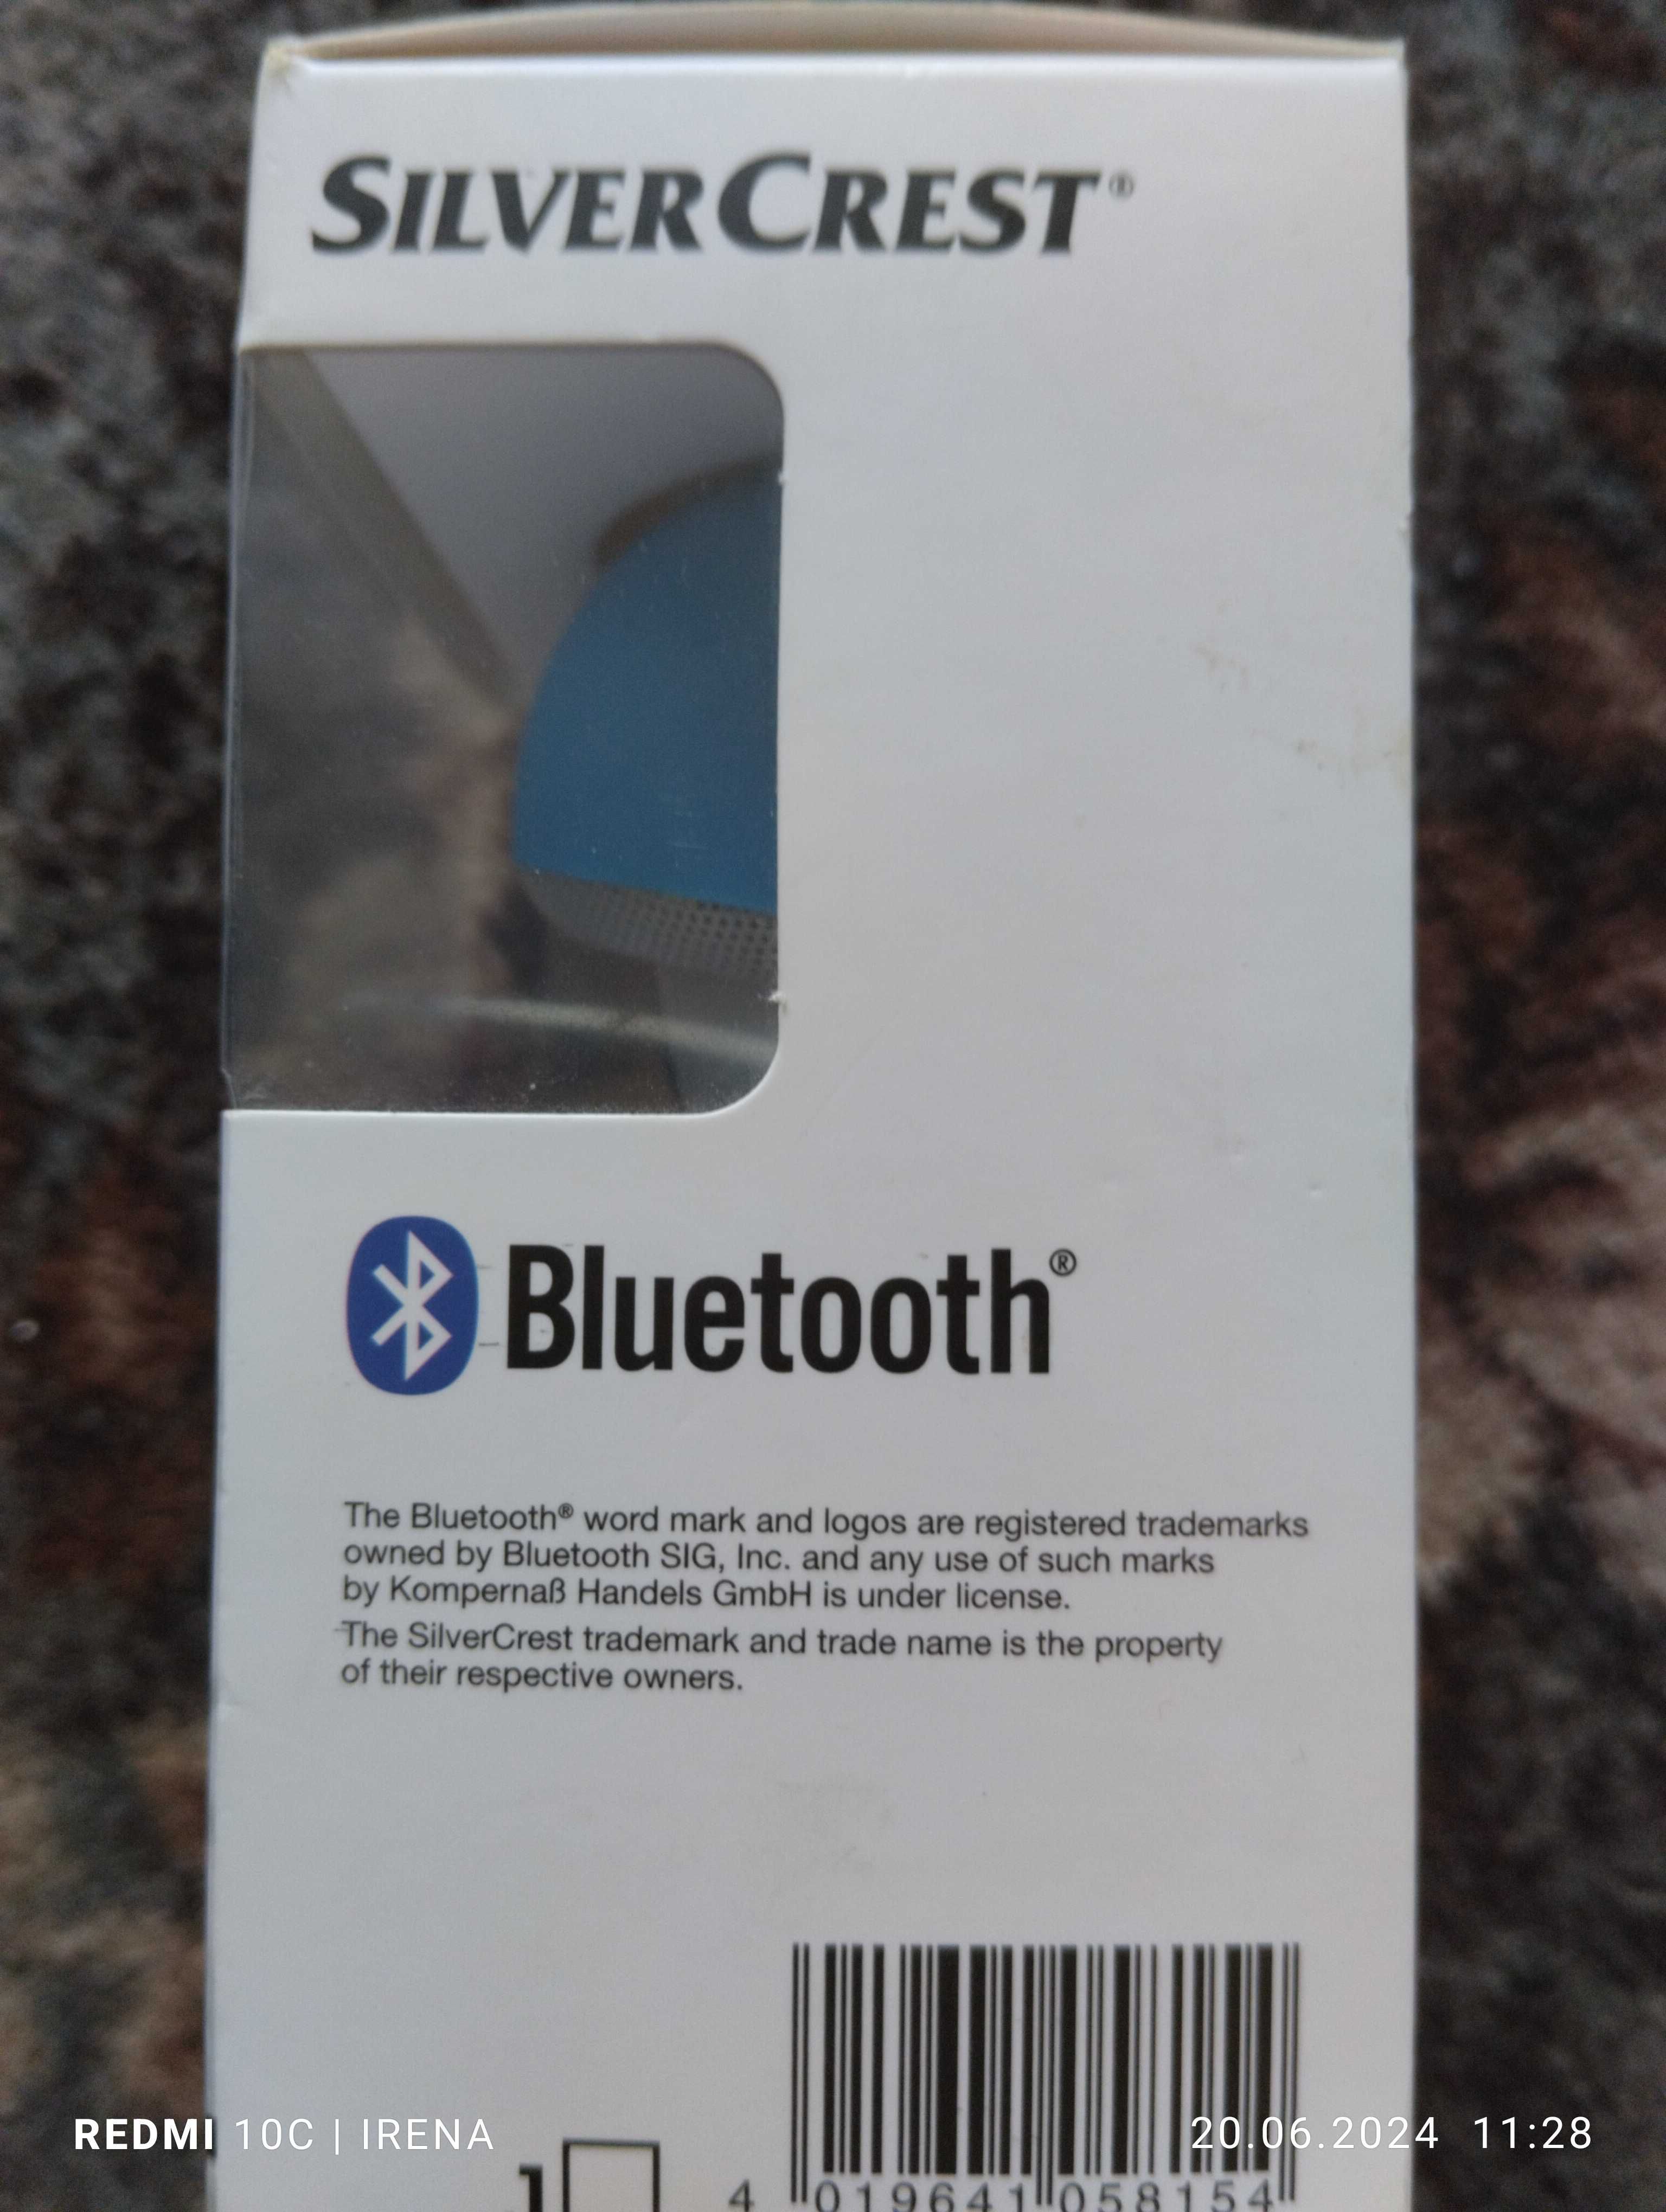 SILVERCREST®
Bluetooth®
The Bluetooth® word mark and logos are registered trademarks
owned by Bluetooth SIG, Inc. and any use of such marks
by Kompernaß Handels GmbH is under license.
The SilverCrest trademark and trade name is the property
of their respective owners.
4 019641 058154
REDMI 10C | IRENA
20.06.2024 11:28